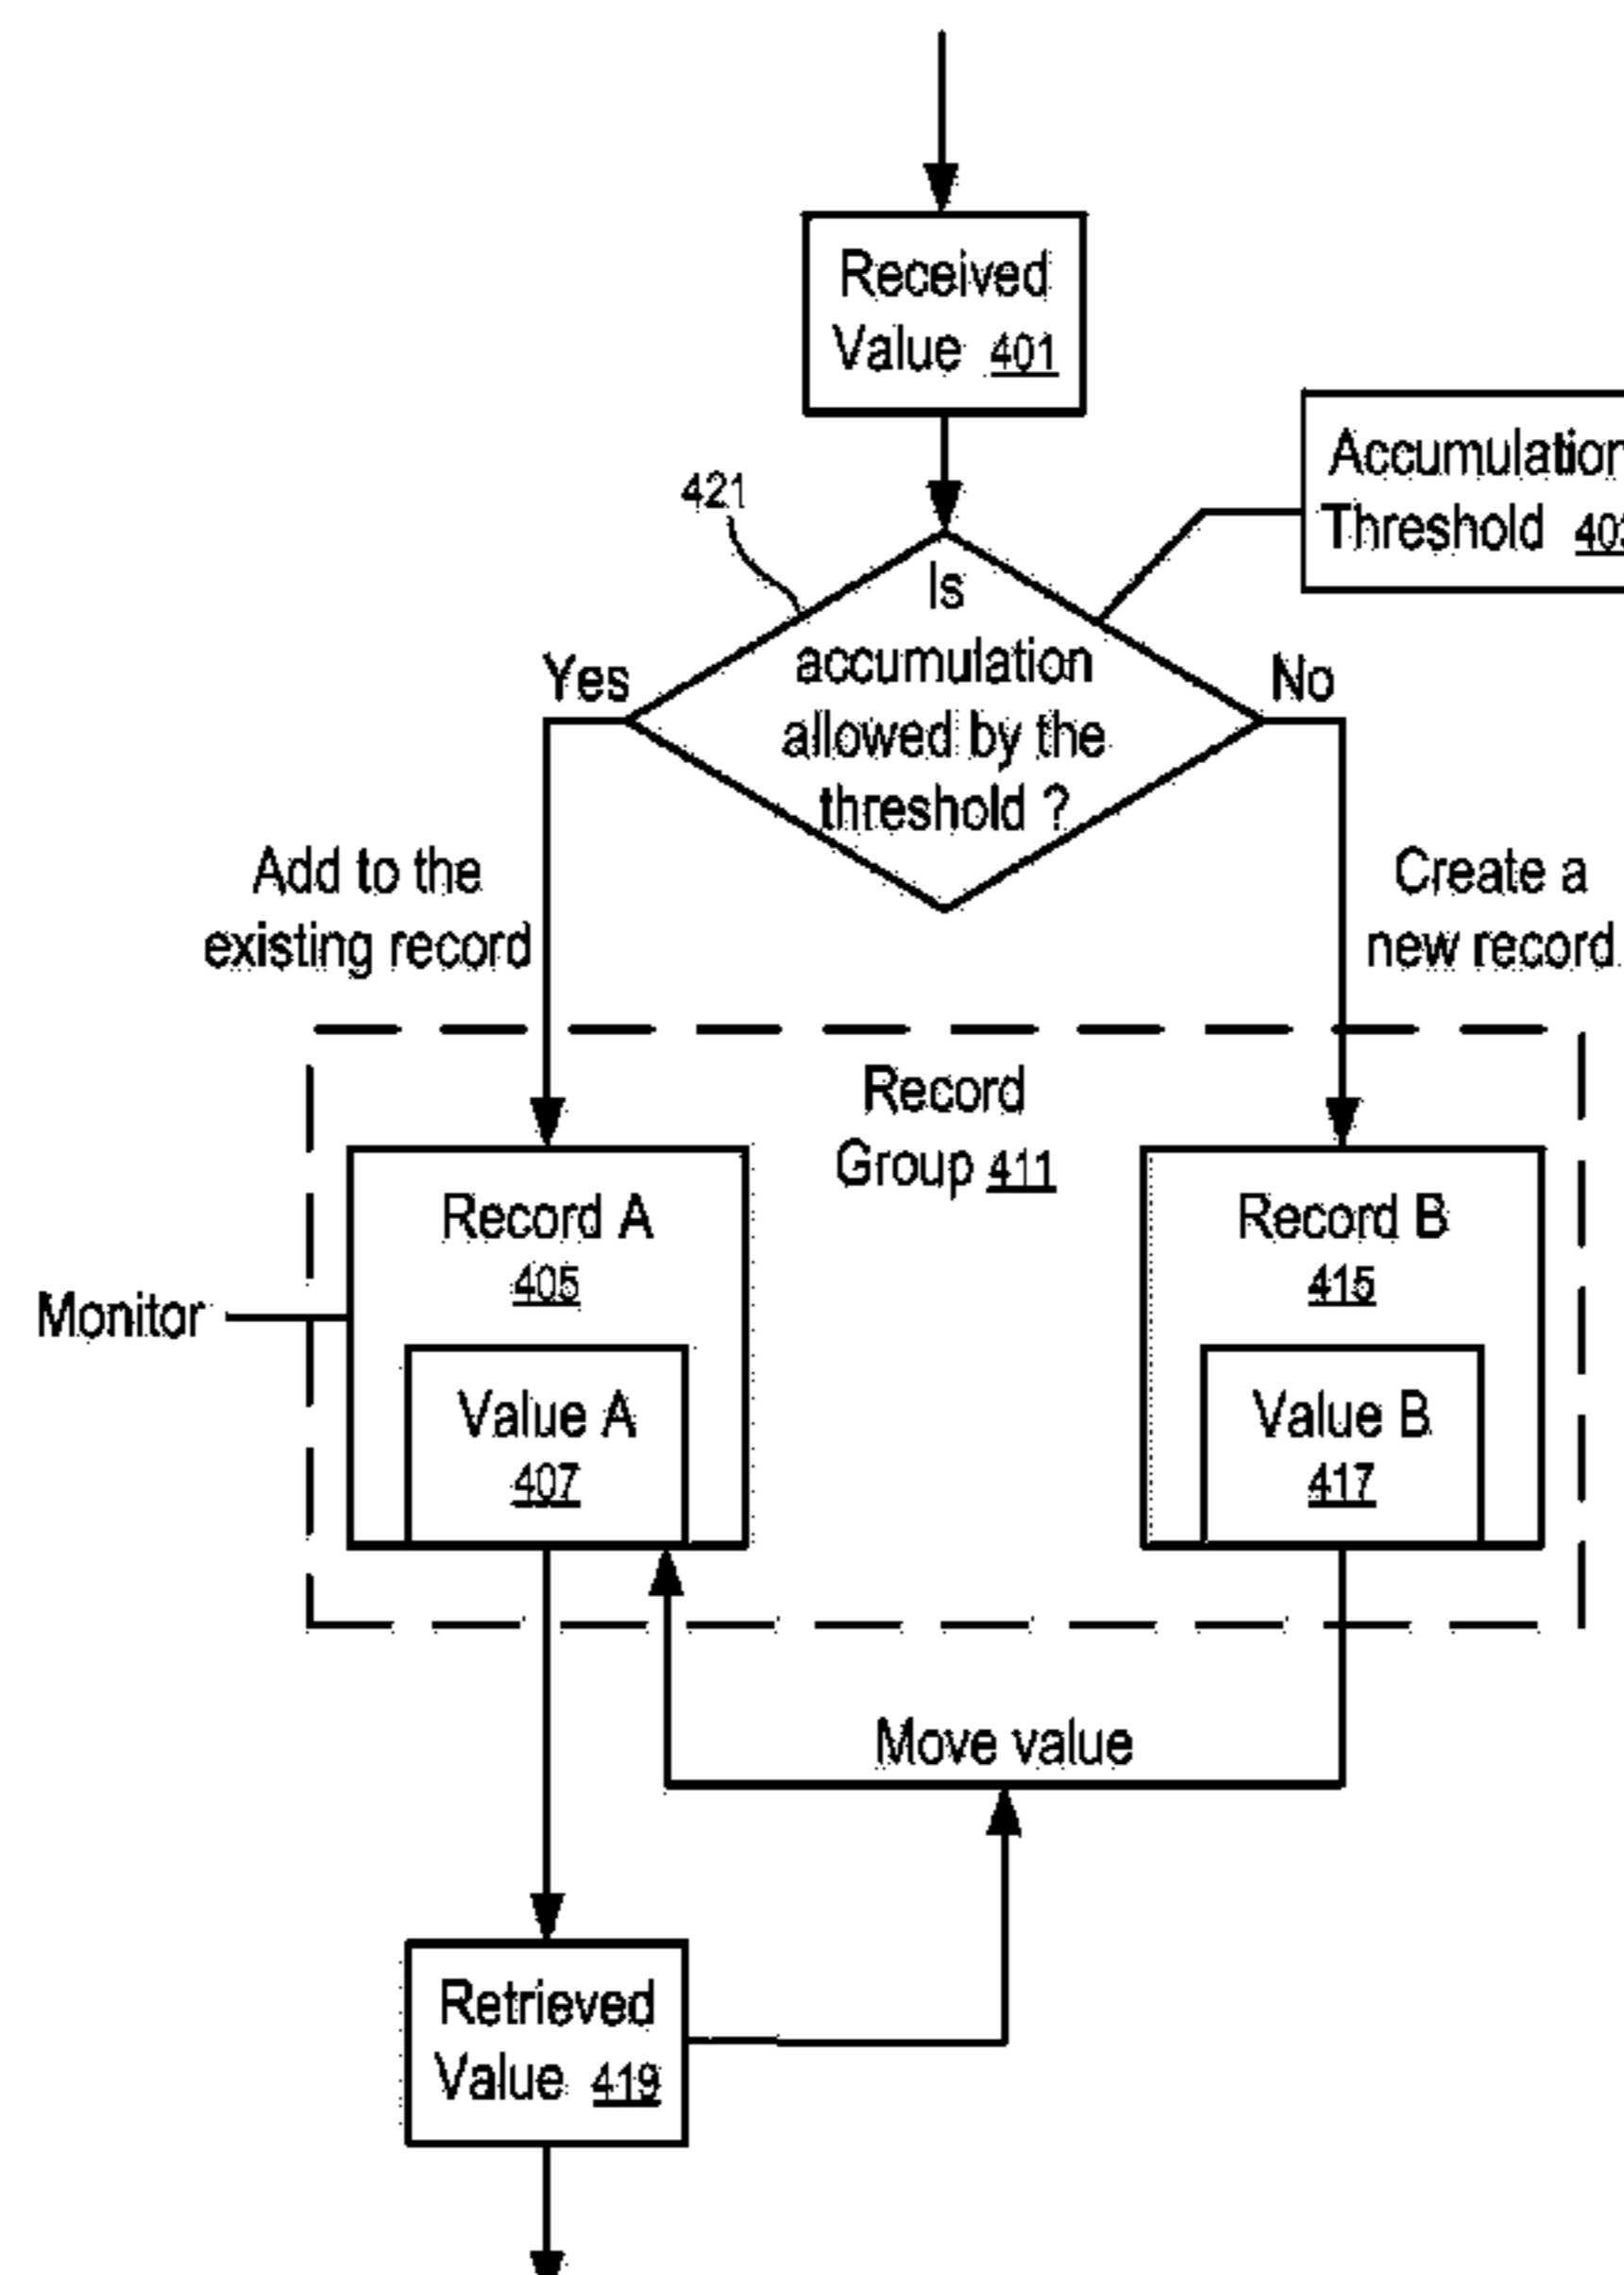 Received
Value 401
Accumulation
Threshold
421
Is
accumulation
allowed by the
threshold ?
Yes
No
Add to the
existing record
Create a
new record
Record
Group 411
Record A
405
Record B
415
Monitor
Value A
407
Value B
417
Move value
Retrieved
Value 419